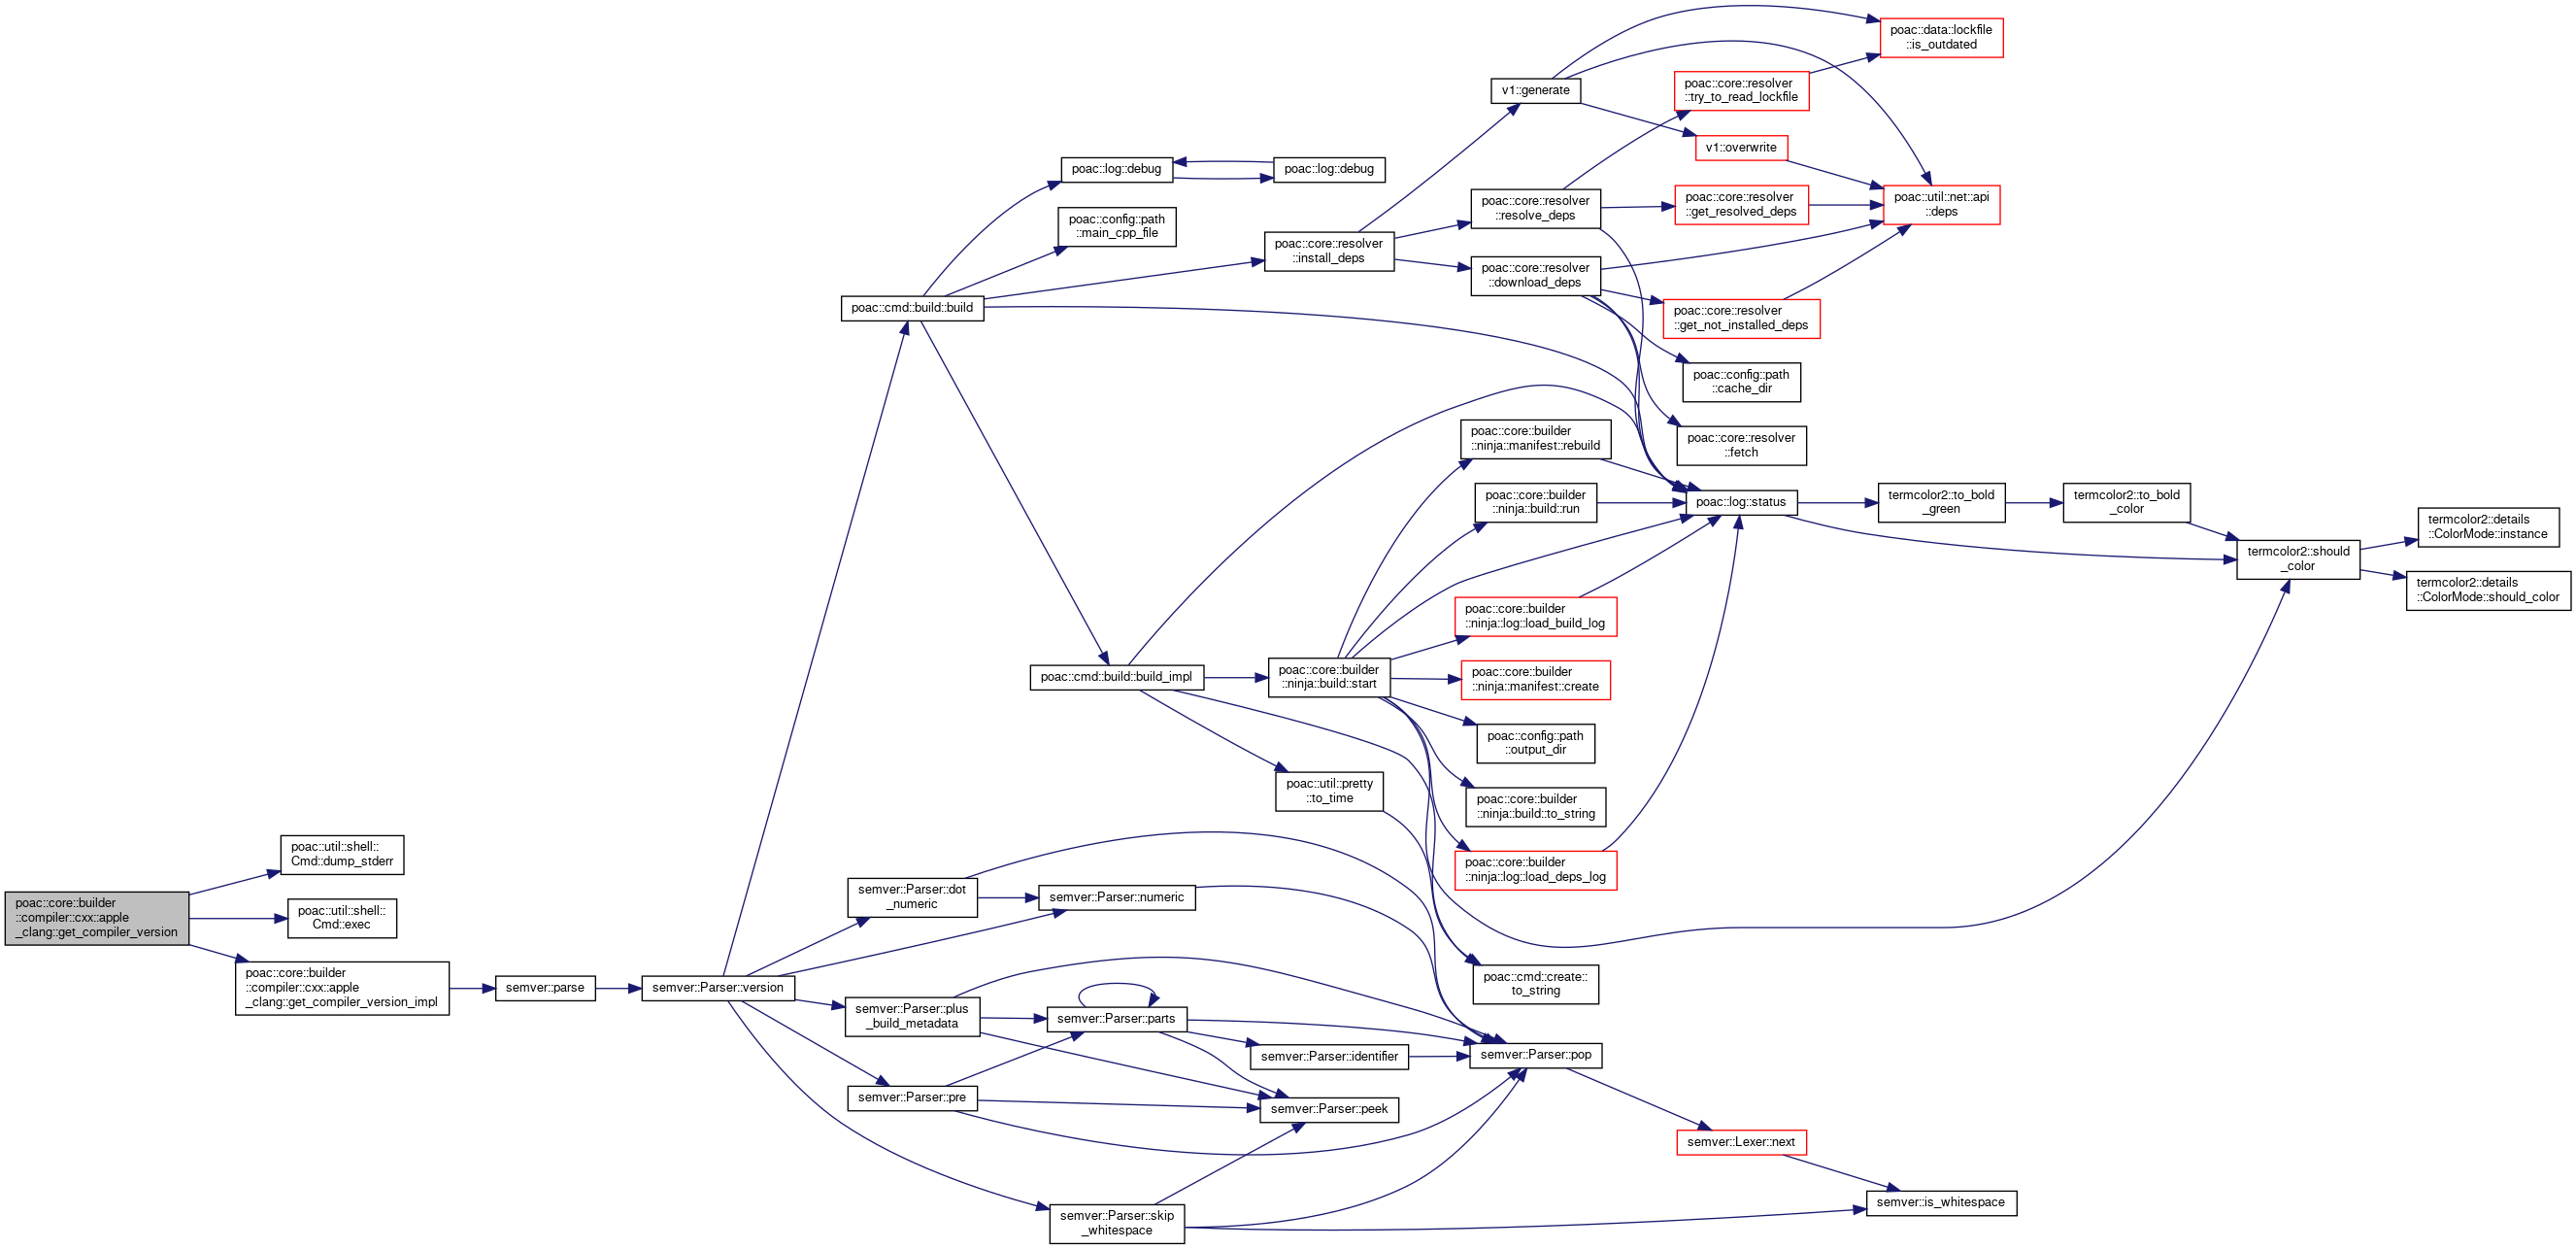 poac::core::builder
::compiler::cxx::apple
_clang::get_compiler_version
poac::util::shell::
Cmd::dump_stderr
poac::util::shell::
Cmd::exec
poac::core::builder
::compiler::cxx::apple
_clang::get_compiler_version_impl
semver::parse
semver::Parser::version
poac::cmd::build::build
semver::Parser::dot
_numeric
semver::Parser::numeric
semver::Parser::plus
_build_metadata
semver::Parser::pre
semver::Parser::skip
_whitespace
poac::log::debug
poac::log::debug
poac::config::path
::main_cpp_file
poac::core::resolver
::install_deps
poac::cmd::build::build_impl
v1::generate
poac::core::resolver
::resolve_deps
poac::core::resolver
::download_deps
poac::data::lockfile
::is_outdated
poac::core::resolver
::try_to_read_lockfile
v1::overwrite
poac::core::resolver
::get_resolved_deps
poac::util::net::api
::deps
poac::core::resolver
::get_not_installed_deps
poac::config::path
::cache_dir
poac::core::resolver
::fetch
poac::core::builder
::ninja::manifest::rebuild
poac::core::builder
::ninja::build::run
poac::log::status
termcolor2::to_bold
_green
termcolor2::to_bold
_color
termcolor2::should
_color
termcolor2::details
::ColorMode::instance
termcolor2::details
::ColorMode::should_color
poac::core::builder
::ninja::build::start
poac::core::builder
::ninja::log::load_build_log
poac::core::builder
::ninja::manifest::create
poac::config::path
::output_dir
poac::core::builder
::ninja::build::to_string
poac::core::builder
::ninja::log::load_deps_log
poac::util::pretty
::to_time
poac::cmd::create::
to_string
semver::Parser::parts
semver::Parser::identifier
semver::Parser::peek
semver::Parser::pop
semver::Lexer::next
semver::is_whitespace